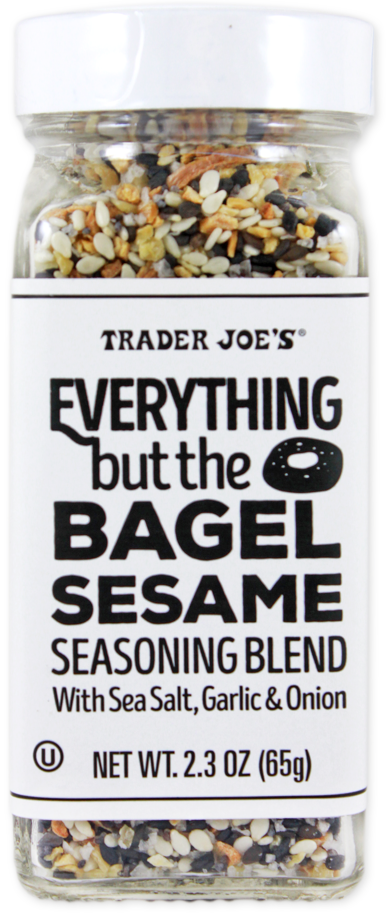 TRADER JOE'S®
EVERYTHING
but the
BAGEL
SESAME
SEASONING BLEND
With Sea Salt, Garlic & Onion
U
NET WT. 2.3 OZ (65g)